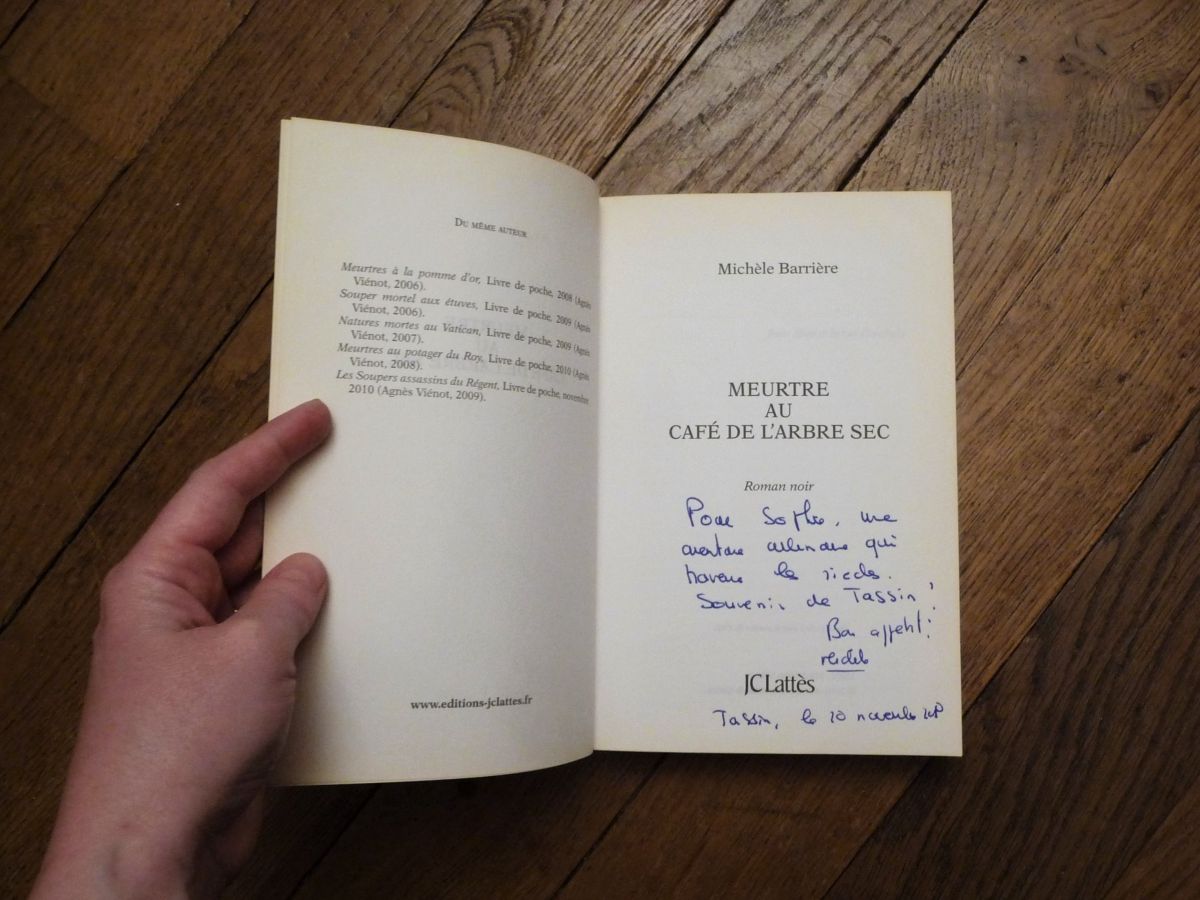 DU MÊME AUTEUR
Meurtres à la pomme d'or, Livre de poche, 2008 (Agnès
Viénot, 2006).
Souper mortel aux étuves, Livre de poche, 2009 (Agnès
Viénot, 2006).
Natures mortes au Vatican, Livre de poche, 2009 (Agnès
Viénot, 2007).
Meurtres au potager du Roy, Livre de poche, 2010 (Agnès
Viénot, 2008).
Les Soupers assassins du Régent, Livre de poche, novembre
2010 (Agnès Viénot, 2009).
www.editions-jclattes.fr
Michèle Barrière
MEURTRE
AU
CAFÉ DE L'ARBRE SEC
Roman noir
Pour Sophie, une
aventure culinaire qui
traverse les siècles.
Souvenir de Tassin,
Bon appétit!
JC Lattès
Tassin, le 20 novembre